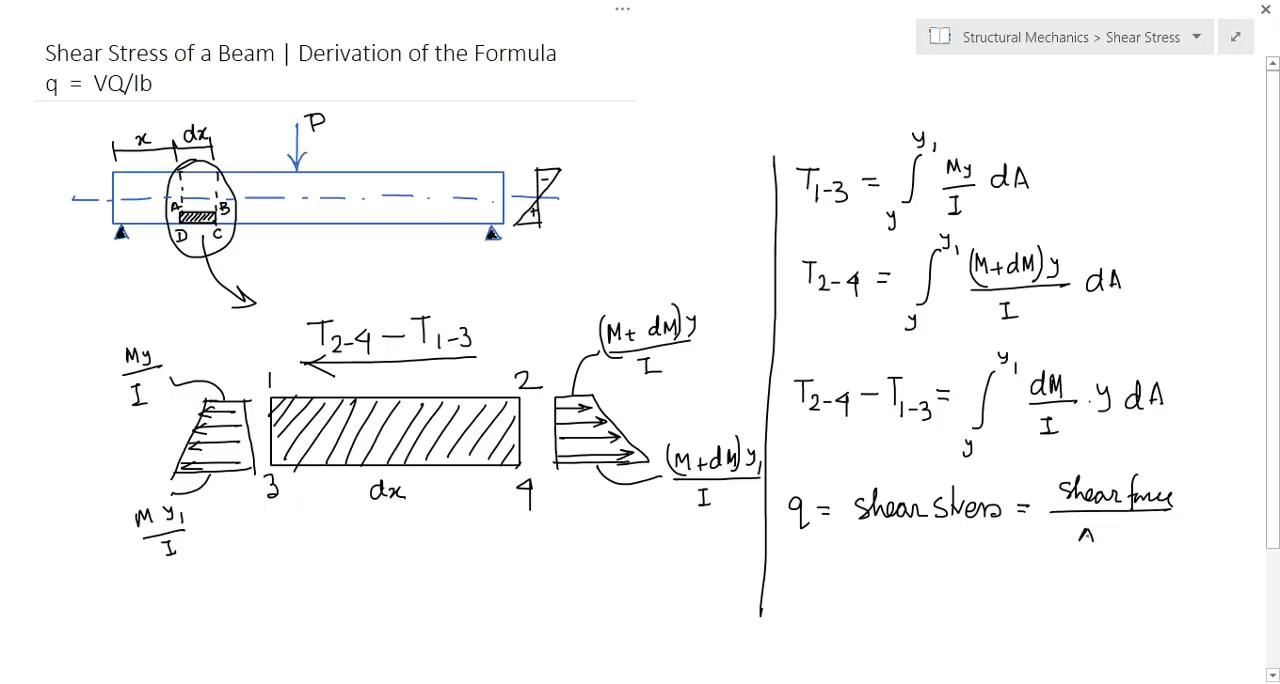 Structural Mechanics > Shear Stress
Shear Stress of a Beam | Derivation of the Formula
q = VQ/Ib
x dx P
A B
D C
- +
T2-4 - T1-3
My/I
(M+ dM)y/I
1 2
3 dx 4
M y1/I
(M+dM)y1/I
T1-3 = ∫ y y1 My/I dA
T2-4 = ∫ y y1 (M+dM)y/I dA
T2-4 - T1-3 = ∫ y y1 dM/I . y dA
q = shear stress = shear force/A